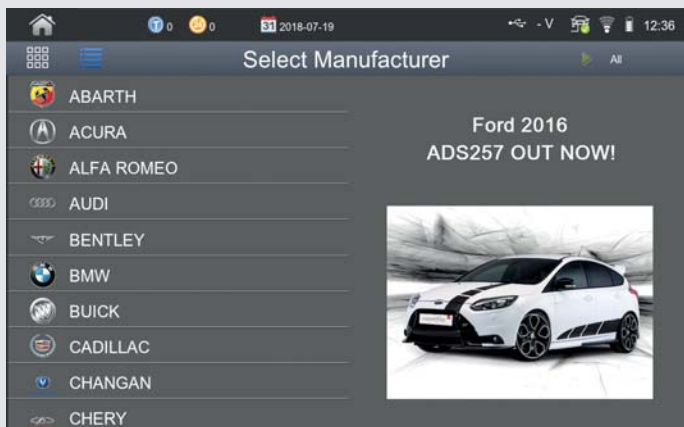 0 0 31 2018-07-19 - V 12:36
Select Manufacturer All
ABARTH
ACURA
ALFA ROMEO
AUDI
BENTLEY
BMW
BUICK
CADILLAC
CHANGAN
CHERY
Ford 2016
ADS257 OUT NOW!